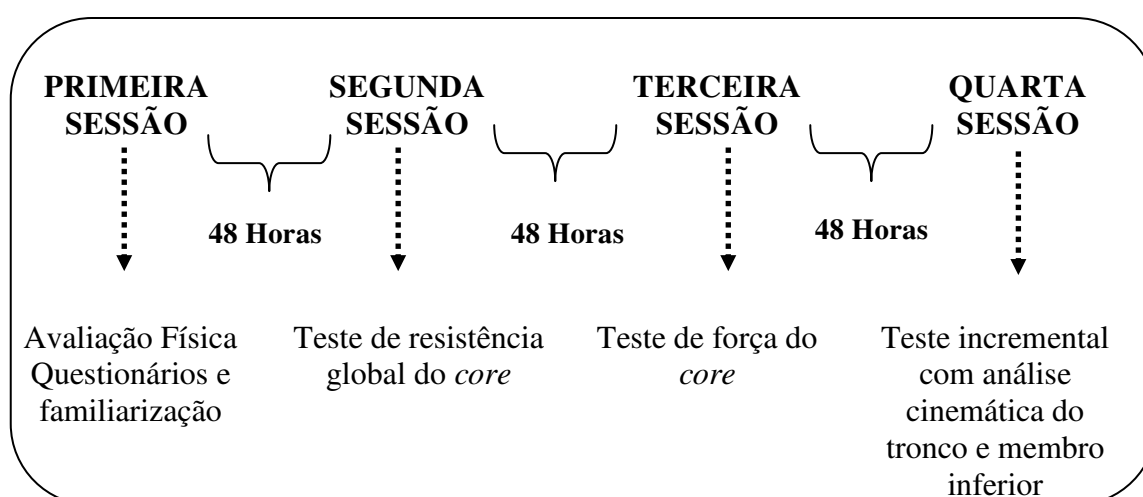 PRIMEIRA
SESSÃO
SEGUNDA
SESSÃO
TERCEIRA
SESSÃO
QUARTA
SESSÃO
48 Horas
48 Horas
48 Horas
Avaliação Física
Questionários e
familiarização
Teste de resistência
global do core
Teste de força do
core
Teste incremental
com análise
cinemática do
tronco e membro
inferior